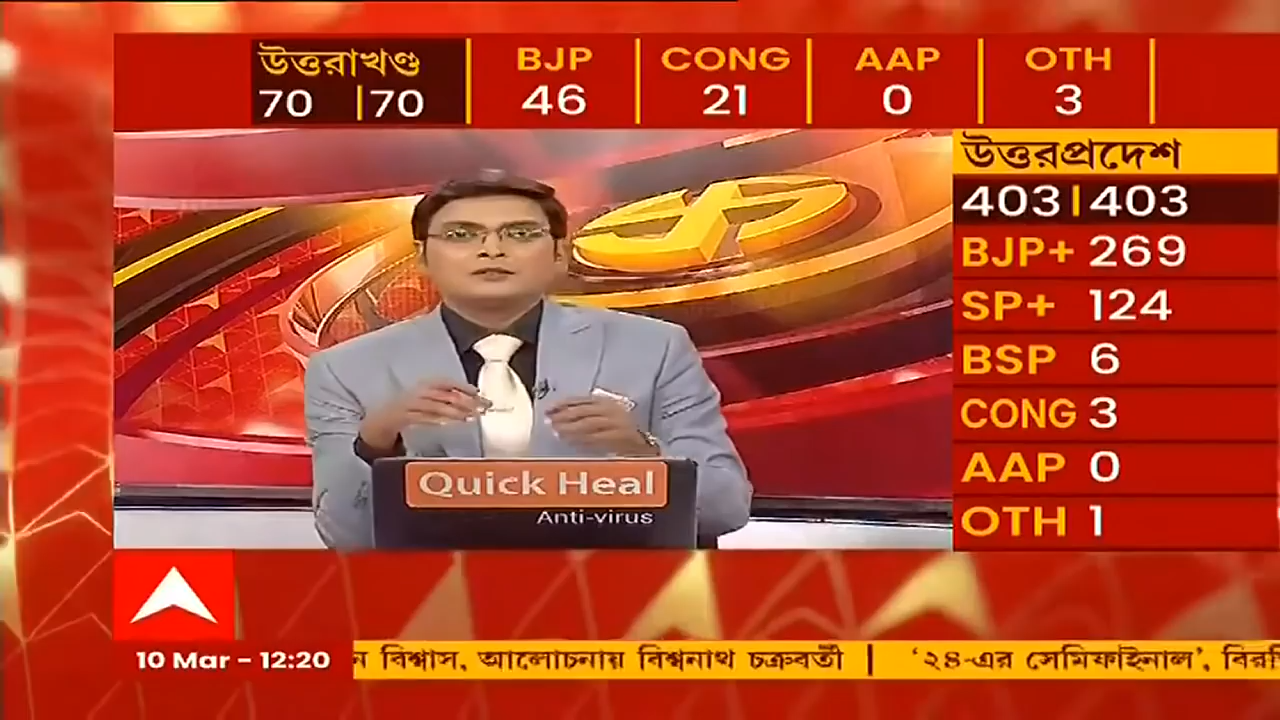 উত্তরাখণ্ড BJP CONG AAP OTH
70 | 70 46 21 0 3
উত্তরপ্রদেশ
403 | 403
BJP+ 269
SP+ 124
BSP 6
CONG 3
AAP 0
OTH 1
Quick Heal
Anti-virus
10 Mar - 12:20
ন বিশ্বাস, আলোচনায় বিশ্বনাথ চক্রবর্তী | '২৪-এর সেমিফাইনাল',